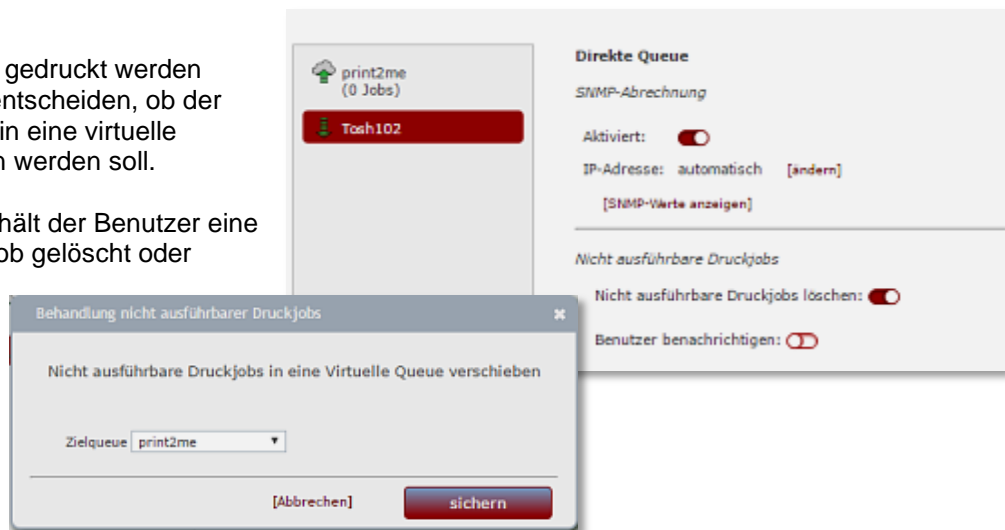 gedruckt werden
entscheiden, ob der
in eine virtuelle
werden soll.
hält der Benutzer eine
ob gelöscht oder
print2me
(0 Jobs)
Tosh102
Direkte Queue
SNMP-Abrechnung
Aktiviert:
IP-Adresse: automatisch [ändern]
[SNMP-Werte anzeigen]
Nicht ausführbare Druckjobs
Nicht ausführbare Druckjobs löschen:
Benutzer benachrichtigen:
Behandlung nicht ausführbarer Druckjobs
Nicht ausführbare Druckjobs in eine Virtuelle Queue verschieben
Zielqueue print2me
[Abbrechen] sichern